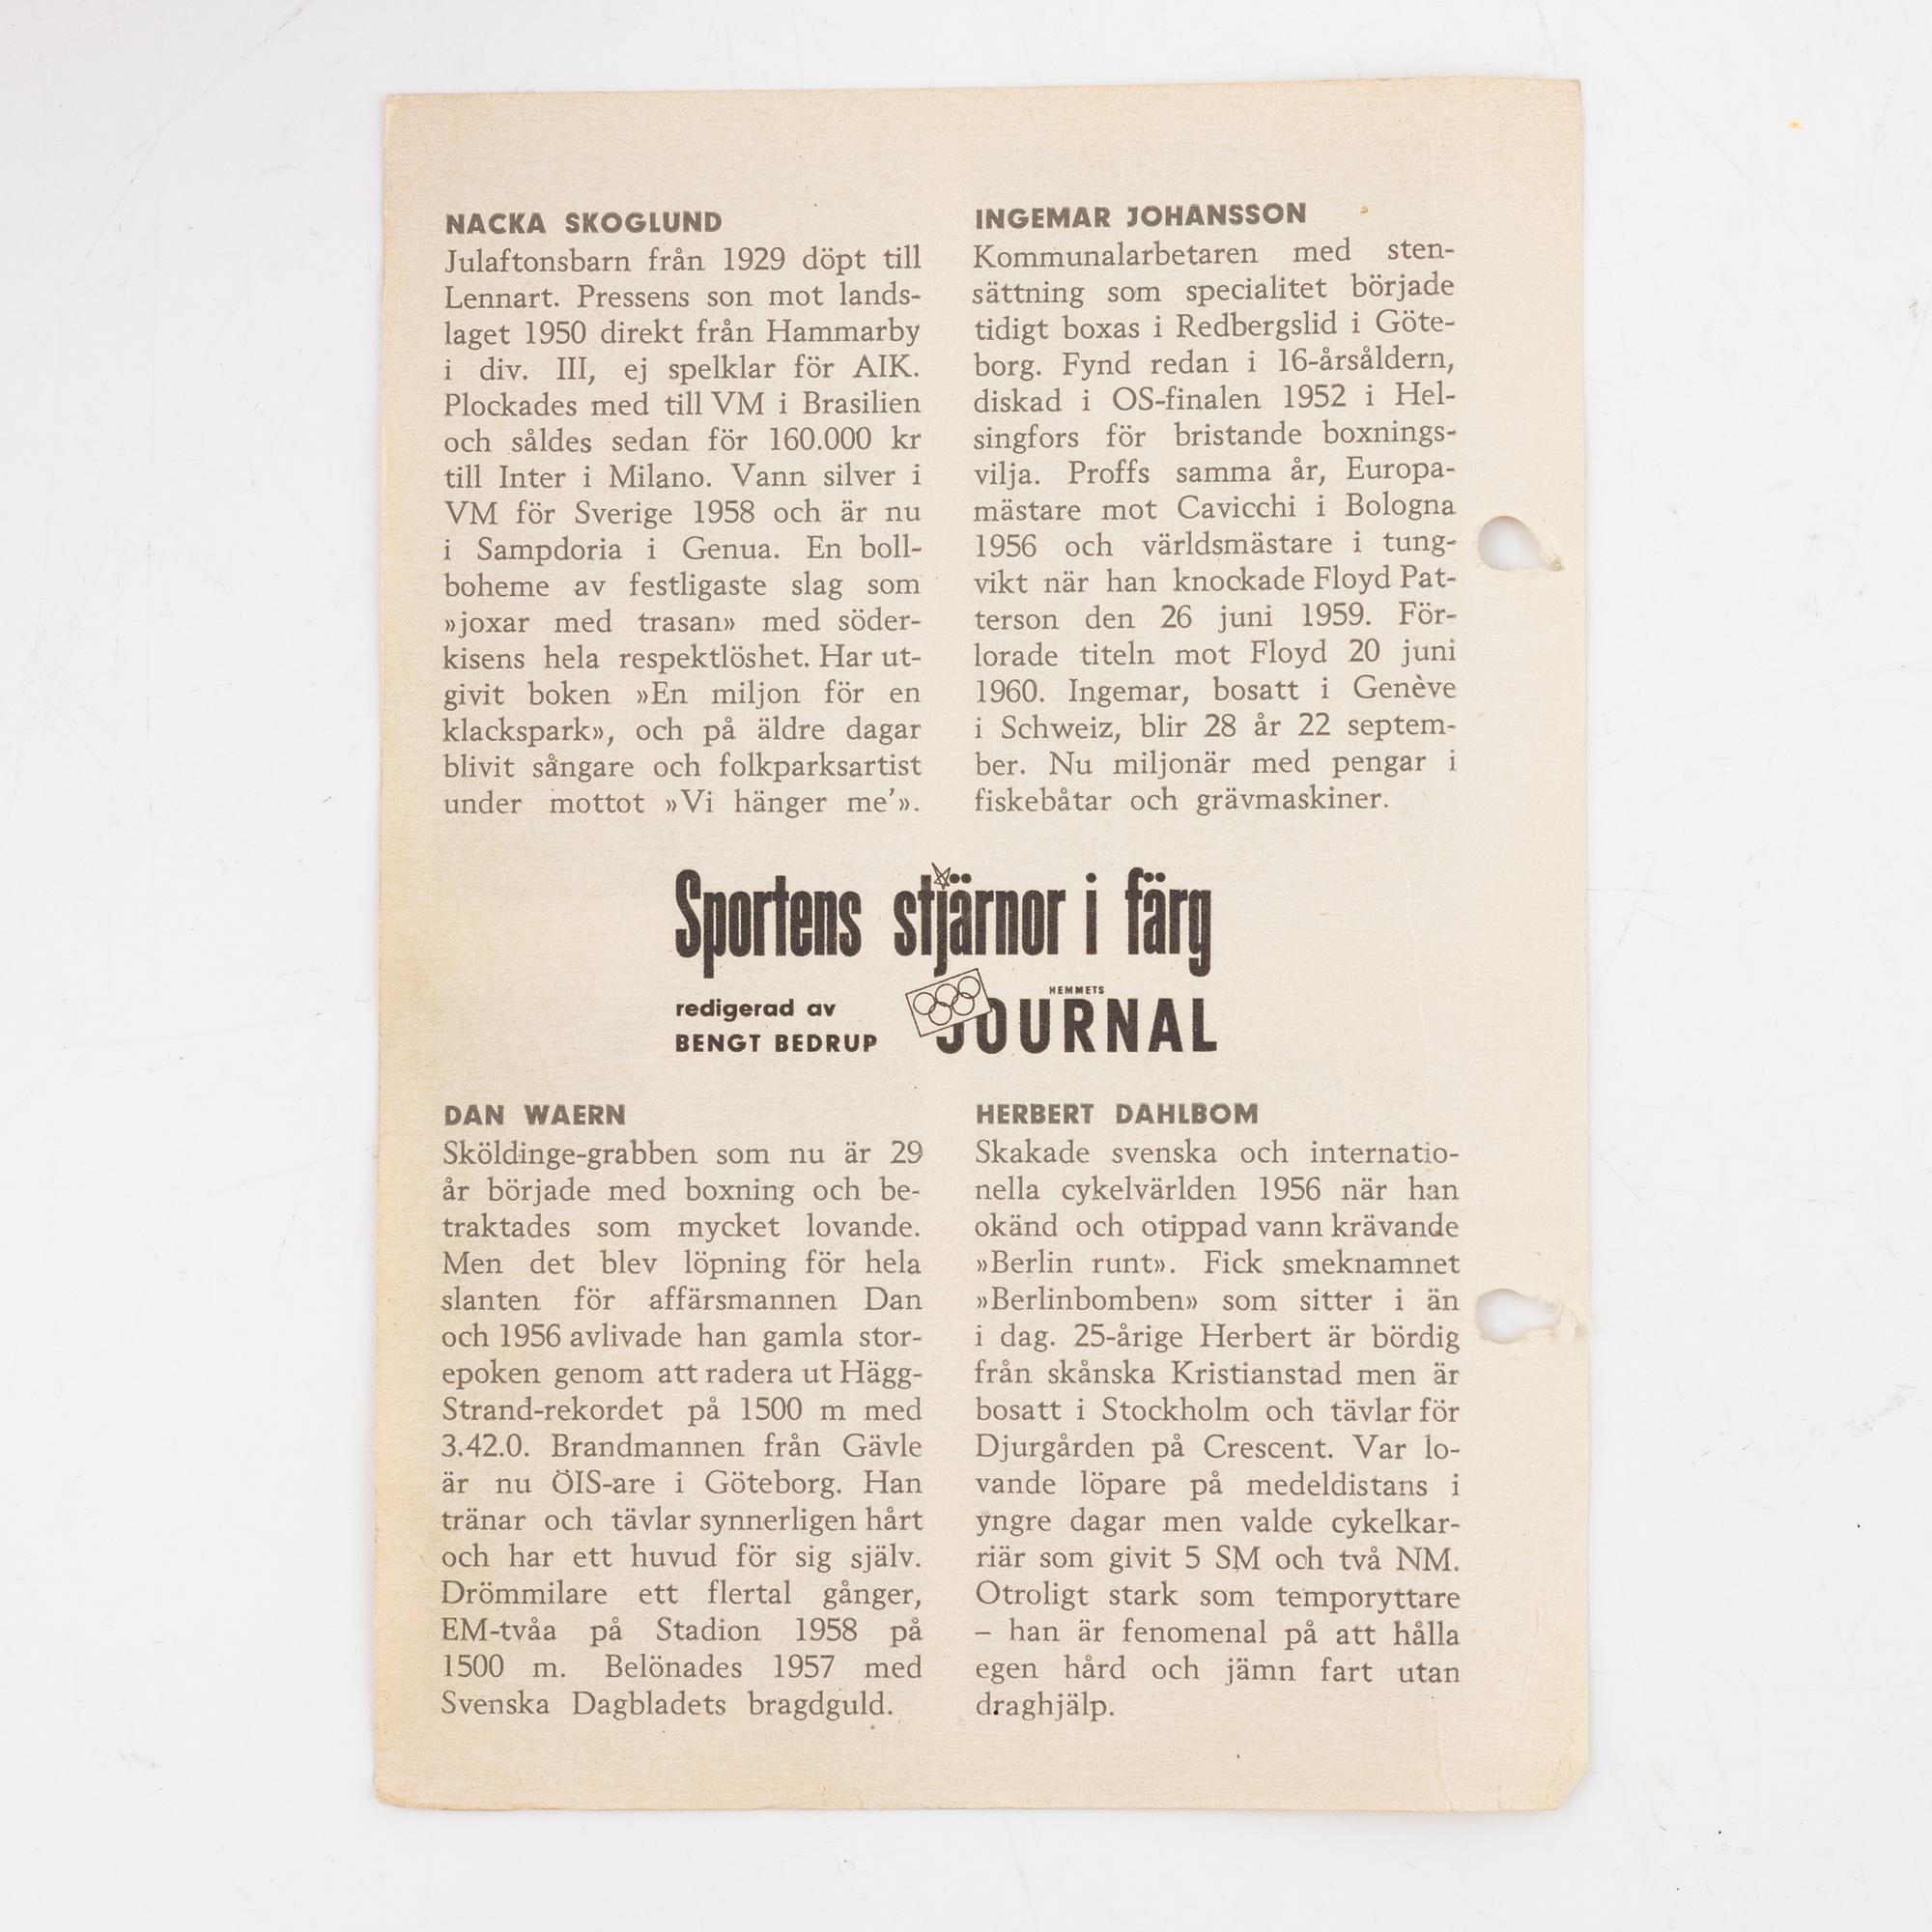 NACKA SKOGLUND
Julaftonsbarn från 1929 döpt till
Lennart. Pressens son mot lands-
laget 1950 direkt från Hammarby
i div. III, ej spelklar för AIK.
Plockades med till VM i Brasilien
och såldes sedan för 160.000 kr
till Inter i Milano. Vann silver i
VM för Sverige 1958 och är nu
i Sampdoria i Genua. En boll-
boheme av festligaste slag som
»joxar med trasan» med söder-
kisens hela respektlöshet. Har ut-
givit boken »En miljon för en
klackspark», och på äldre dagar
blivit sångare och folkparksartist
under mottot »Vi hänger me'».
INGEMAR JOHANSSON
Kommunalarbetaren med sten-
sättning som specialitet började
tidigt boxas i Redbergslid i Göte-
borg. Fynd redan i 16-årsåldern,
diskad i OS-finalen 1952 i Hel-
singfors för bristande boxnings-
vilja. Proffs samma år, Europa-
mästare mot Cavicchi i Bologna
1956 och världsmästare i tung-
vikt när han knockade Floyd Pat-
terson den 26 juni 1959. För-
lorade titeln mot Floyd 20 juni
1960. Ingemar, bosatt i Genève
i Schweiz, blir 28 år 22 septem-
ber. Nu miljonär med pengar i
fiskebåtar och grävmaskiner.
Sportens stjärnor i färg
redigerad av
BENGT BEDRUP
HEMMETS
JOURNAL
DAN WAERN
Sköldinge-grabben som nu är 29
år började med boxning och be-
traktades som mycket lovande.
Men det blev löpning för hela
slanten för affärsmannen Dan
och 1956 avlivade han gamla stor-
epoken genom att radera ut Hägg-
Strand-rekordet på 1500 m med
3.42.0. Brandmannen från Gävle
är nu ÖIS-are i Göteborg. Han
tränar och tävlar synnerligen hårt
och har ett huvud för sig själv.
Drömmilare ett flertal gånger,
EM-tvåa på Stadion 1958 på
1500 m. Belönades 1957 med
Svenska Dagbladets bragdguld.
HERBERT DAHLBOM
Skakade svenska och internatio-
nella cykelvärlden 1956 när han
okänd och otippad vann krävande
»Berlin runt». Fick smeknamnet
»Berlinbomben» som sitter i än
i dag. 25-årige Herbert är bördig
från skånska Kristianstad men är
bosatt i Stockholm och tävlar för
Djurgården på Crescent. Var lo-
vande löpare på medeldistans i
yngre dagar men valde cykelkar-
riär som givit 5 SM och två NM.
Otroligt stark som temporyttare
– han är fenomenal på att hålla
egen hård och jämn fart utan
draghjälp.